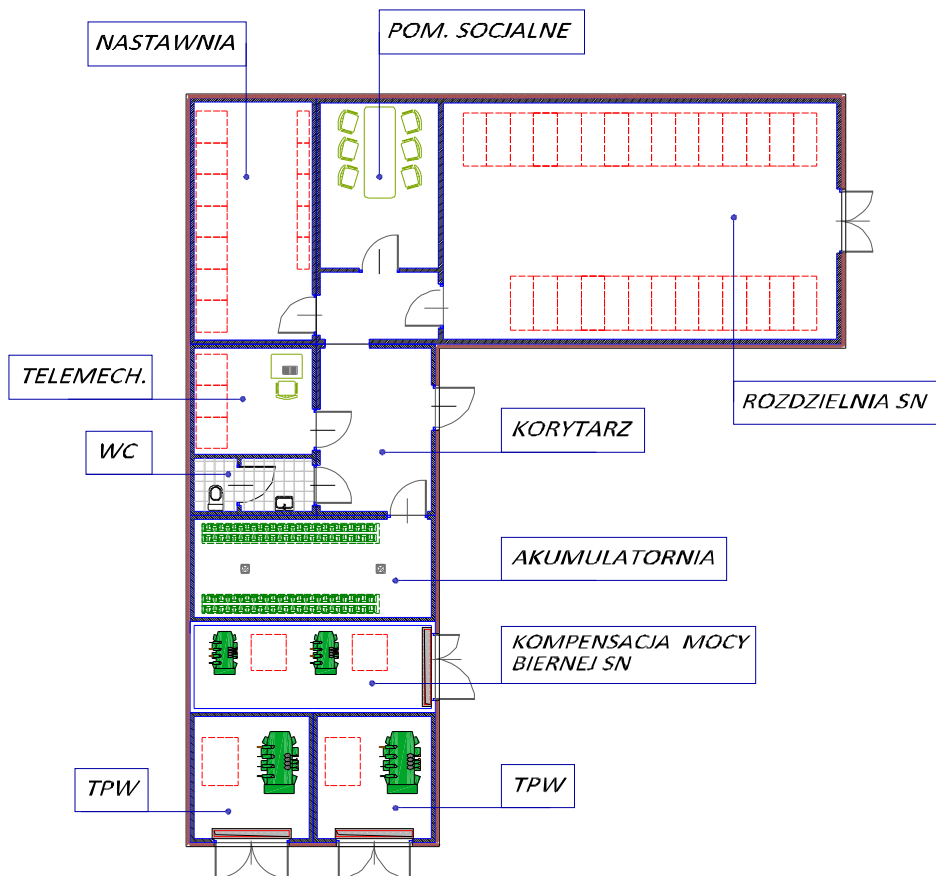 NASTAWNIA
POM. SOCJALNE
TELEMECH.
ROZDZIELNIA SN
WC
KORYTARZ
AKUMULATORNIA
KOMPENSACJA MOCY
BIERNEJ SN
TPW
TPW